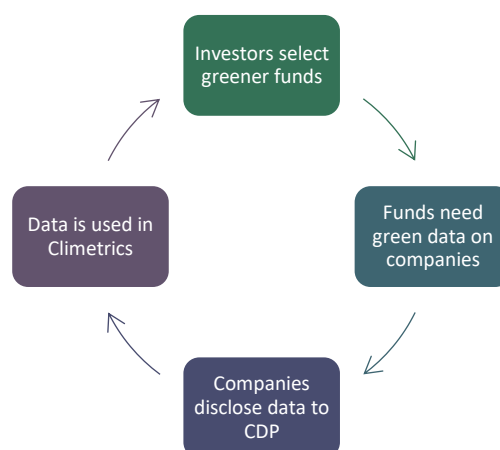 Investors select
greener funds
Funds need
green data on
companies
Companies
disclose data to
CDP
Data is used in
Climetrics